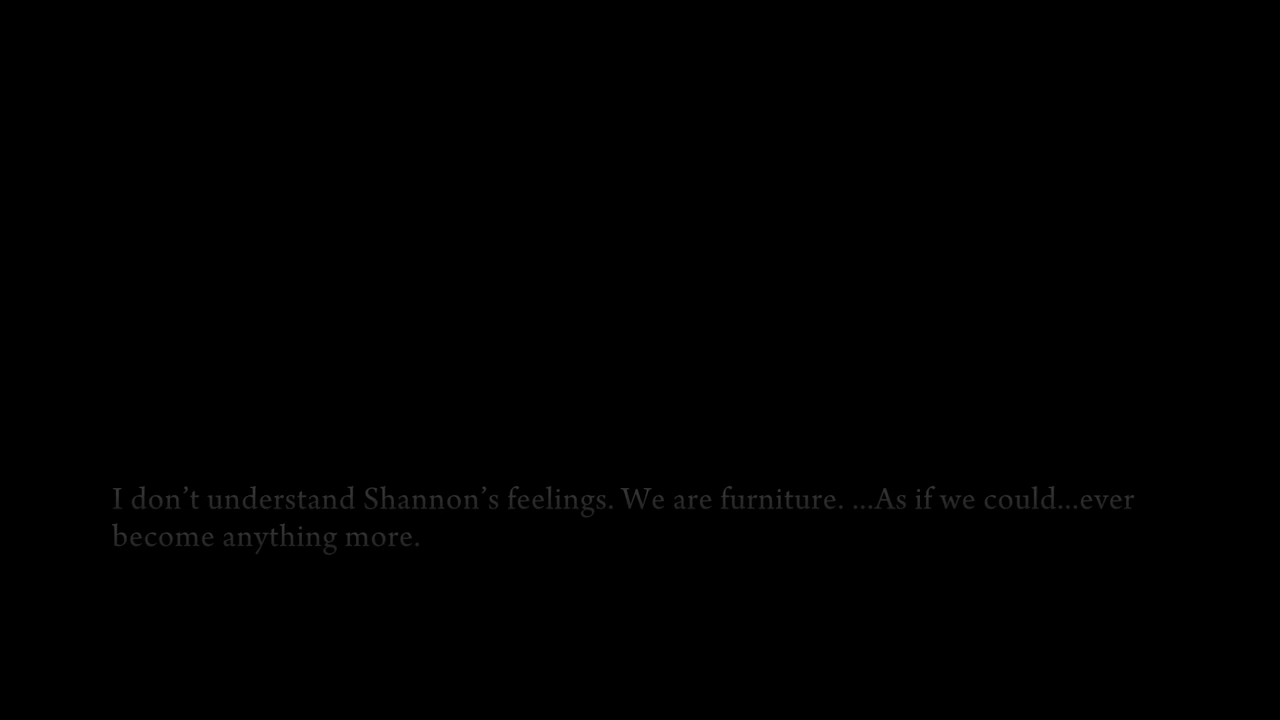 I don’t understand Shannon’s feelings. We are furniture. ...As if we could...ever
become anything more.